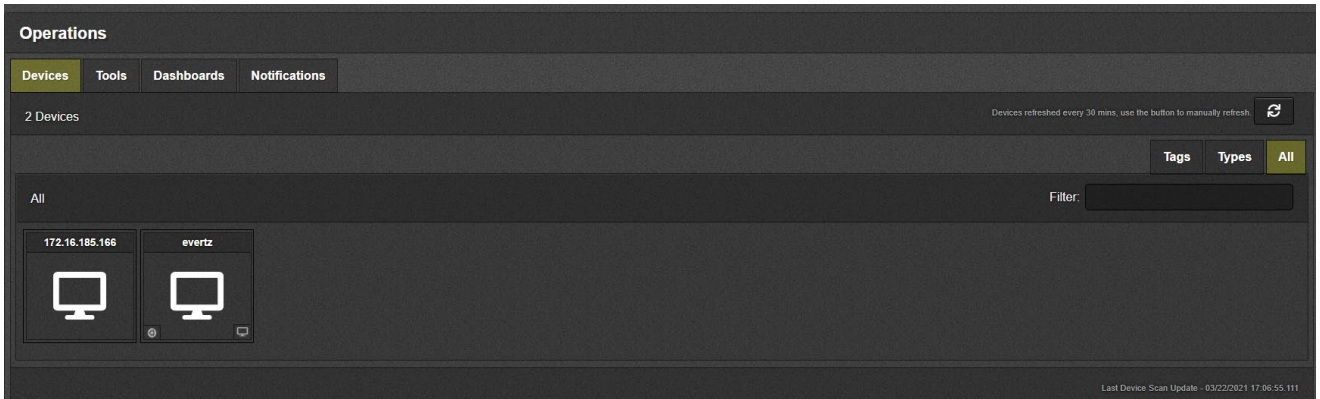 Operations
Devices Tools Dashboards Notifications
2 Devices Devices refreshed every 30 mins, use the button to manually refresh.
Tags Types All
All Filter:
172.16.185.166 evertz
Last Device Scan Update - 03/22/2021 17:06:55.111